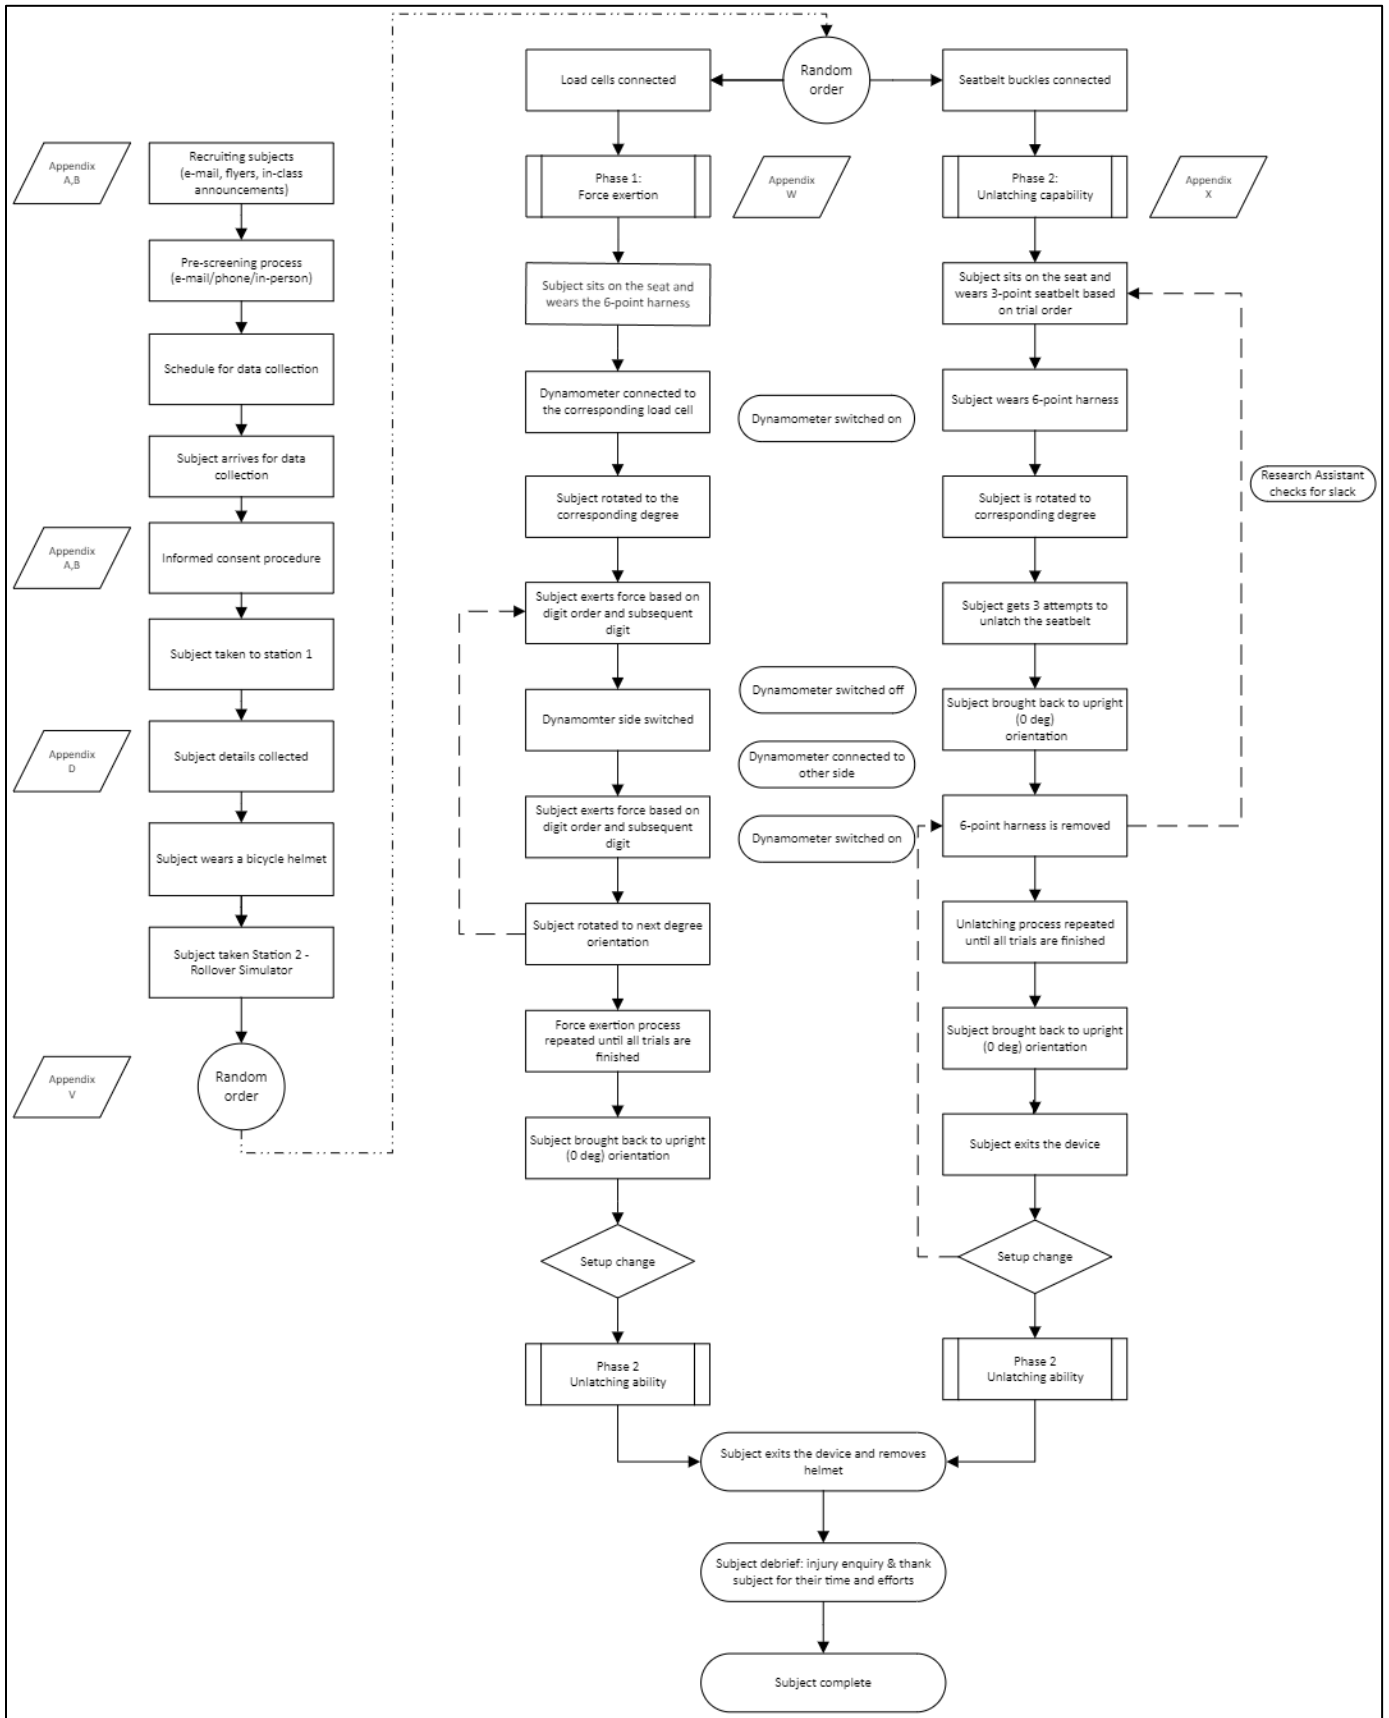 Appendix
A,B
Recruiting subjects
(e-mail, flyers, in-class
announcements)
Pre-screening process
(e-mail/phone/in-person)
Schedule for data collection
Subject arrives for data
collection
Appendix
A,B
Informed consent procedure
Subject taken to station 1
Appendix
D
Subject details collected
Subject wears a bicycle helmet
Subject taken Station 2 -
Rollover Simulator
Appendix
V
Random
order
Random
order
Load cells connected
Phase 1:
Force exertion
Appendix
W
Subject sits on the seat and
wears the 6-point harness
Dynamometer connected to
the corresponding load cell
Dynamometer switched on
Subject rotated to the
corresponding degree
Subject exerts force based on
digit order and subsequent
digit
Dynamomter side switched
Dynamometer switched off
Dynamometer connected to
other side
Subject exerts force based on
digit order and subsequent
digit
Dynamometer switched on
Subject rotated to next degree
orientation
Force exertion process
repeated until all trials are
finished
Subject brought back to upright
(0 deg) orientation
Setup change
Phase 2
Unlatching ability
Seatbelt buckles connected
Phase 2:
Unlatching capability
Appendix
X
Subject sits on the seat and
wears 3-point seatbelt based
on trial order
Subject wears 6-point harness
Research Assistant
checks for slack
Subject is rotated to
corresponding degree
Subject gets 3 attempts to
unlatch the seatbelt
Subject brought back to upright
(0 deg)
orientation
6-point harness is removed
Unlatching process repeated
until all trials are finished
Subject brought back to upright
(0 deg) orientation
Subject exits the device
Setup change
Phase 2
Unlatching ability
Subject exits the device and removes
helmet
Subject debrief: injury enquiry & thank
subject for their time and efforts
Subject complete